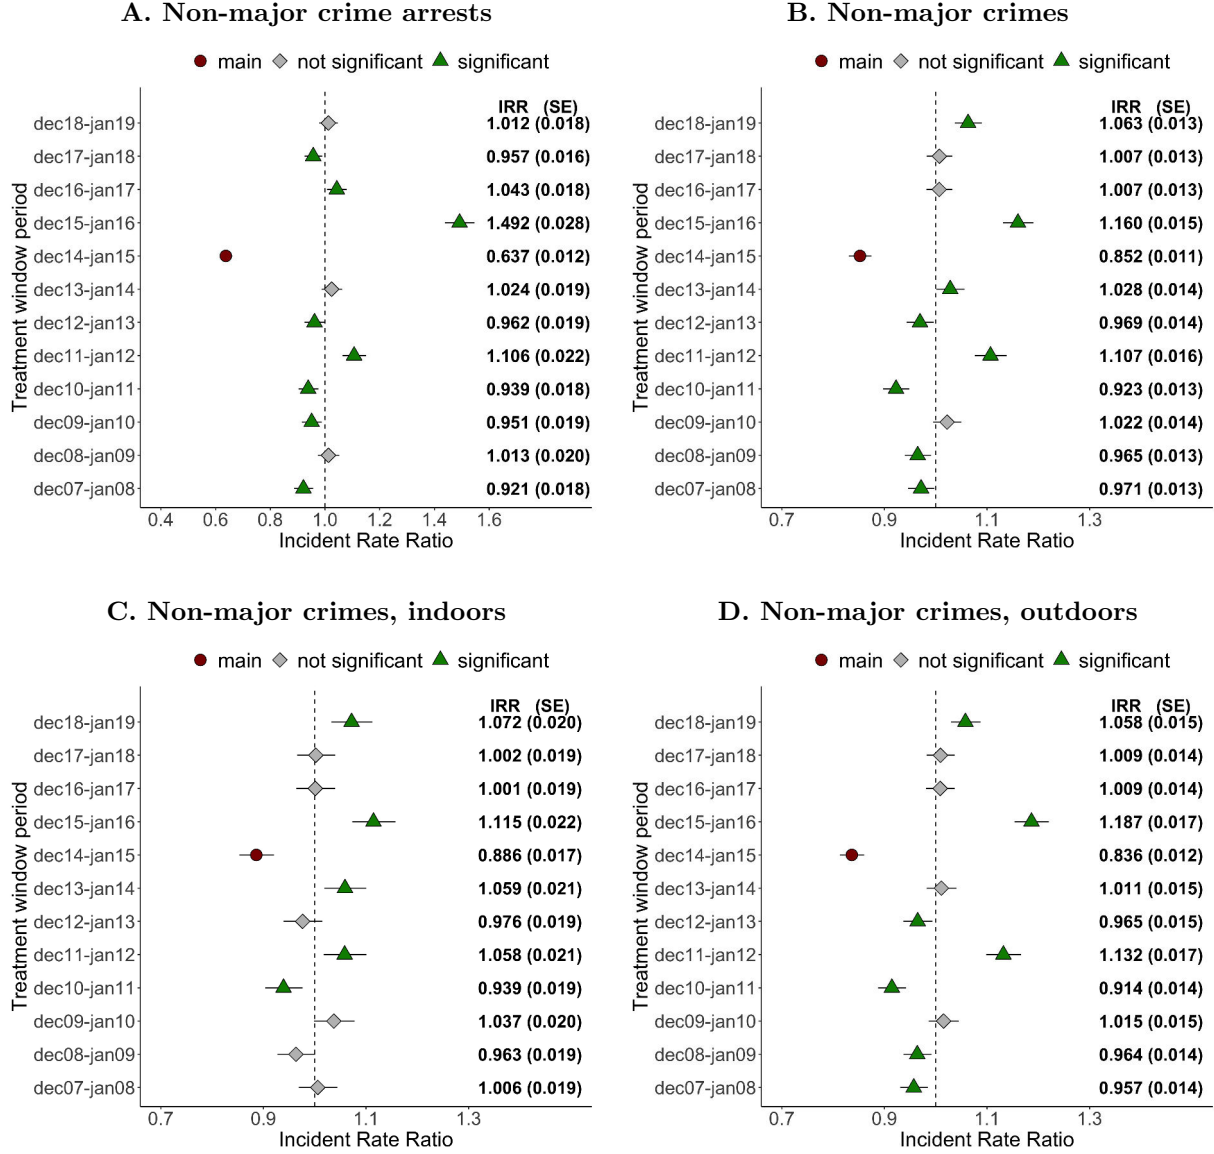 A. Non-major crime arrests
main not significant significant
IRR (SE)
dec18-jan19 1.012 (0.018)
dec17-jan18 0.957 (0.016)
dec16-jan17 1.043 (0.018)
dec15-jan16 1.492 (0.028)
dec14-jan15 0.637 (0.012)
dec13-jan14 1.024 (0.019)
dec12-jan13 0.962 (0.019)
dec11-jan12 1.106 (0.022)
dec10-jan11 0.939 (0.018)
dec09-jan10 0.951 (0.019)
dec08-jan09 1.013 (0.020)
dec07-jan08 0.921 (0.018)
Treatment window period
0.4 0.6 0.8 1.0 1.2 1.4 1.6
Incident Rate Ratio
B. Non-major crimes
main not significant significant
IRR (SE)
dec18-jan19 1.063 (0.013)
dec17-jan18 1.007 (0.013)
dec16-jan17 1.007 (0.013)
dec15-jan16 1.160 (0.015)
dec14-jan15 0.852 (0.011)
dec13-jan14 1.028 (0.014)
dec12-jan13 0.969 (0.014)
dec11-jan12 1.107 (0.016)
dec10-jan11 0.923 (0.013)
dec09-jan10 1.022 (0.014)
dec08-jan09 0.965 (0.013)
dec07-jan08 0.971 (0.013)
Treatment window period
0.7 0.9 1.1 1.3
Incident Rate Ratio
C. Non-major crimes, indoors
main not significant significant
IRR (SE)
dec18-jan19 1.072 (0.020)
dec17-jan18 1.002 (0.019)
dec16-jan17 1.001 (0.019)
dec15-jan16 1.115 (0.022)
dec14-jan15 0.886 (0.017)
dec13-jan14 1.059 (0.021)
dec12-jan13 0.976 (0.019)
dec11-jan12 1.058 (0.021)
dec10-jan11 0.939 (0.019)
dec09-jan10 1.037 (0.020)
dec08-jan09 0.963 (0.019)
dec07-jan08 1.006 (0.019)
Treatment window period
0.7 0.9 1.1 1.3
Incident Rate Ratio
D. Non-major crimes, outdoors
main not significant significant
IRR (SE)
dec18-jan19 1.058 (0.015)
dec17-jan18 1.009 (0.014)
dec16-jan17 1.009 (0.014)
dec15-jan16 1.187 (0.017)
dec14-jan15 0.836 (0.012)
dec13-jan14 1.011 (0.015)
dec12-jan13 0.965 (0.015)
dec11-jan12 1.132 (0.017)
dec10-jan11 0.914 (0.014)
dec09-jan10 1.015 (0.015)
dec08-jan09 0.964 (0.014)
dec07-jan08 0.957 (0.014)
Treatment window period
0.7 0.9 1.1 1.3
Incident Rate Ratio